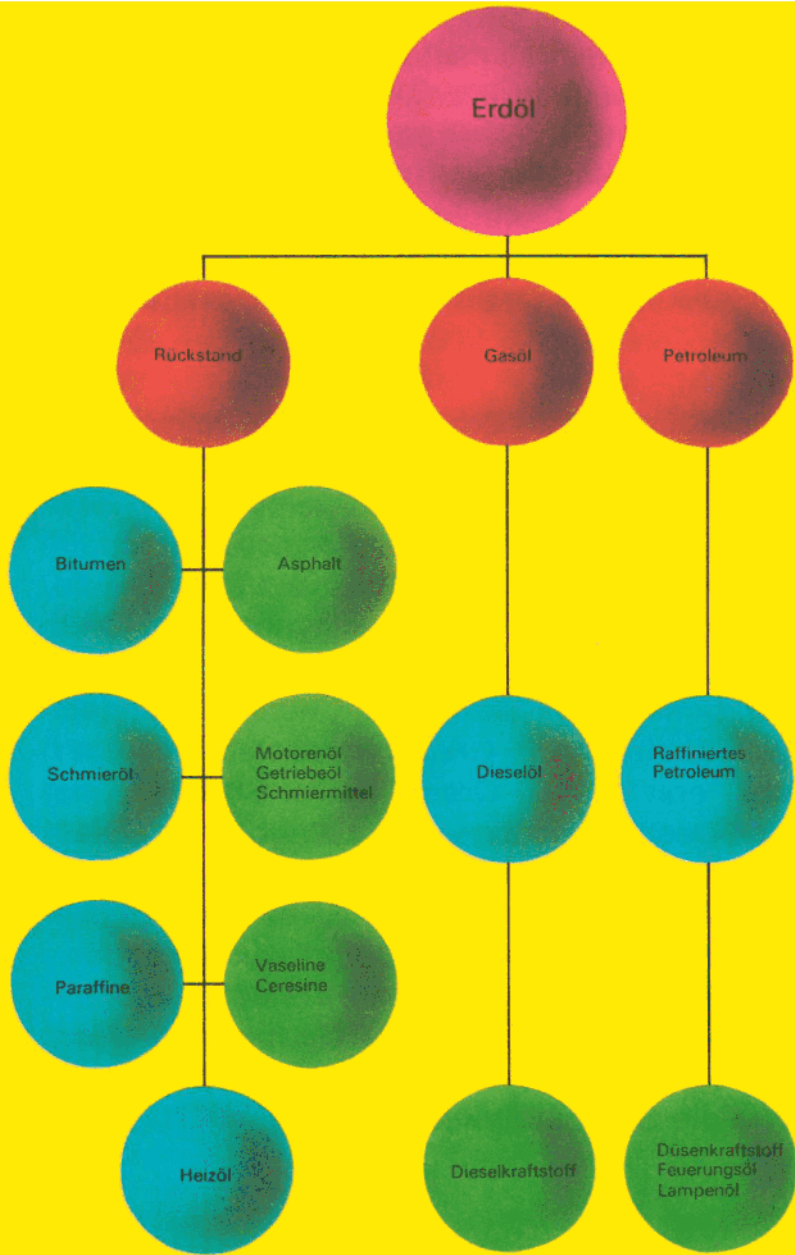 Erdöl
Rückstand
Gasöl
Petroleum
Bitumen
Asphalt
Schmieröl
Motorenöl
Getriebeöl
Schmiermittel
Dieselöl
Raffiniertes
Petroleum
Paraffine
Vaseline
Ceresine
Heizöl
Dieselkraftstoff
Düsenkraftstoff
Feuerungsöl
Lampenöl